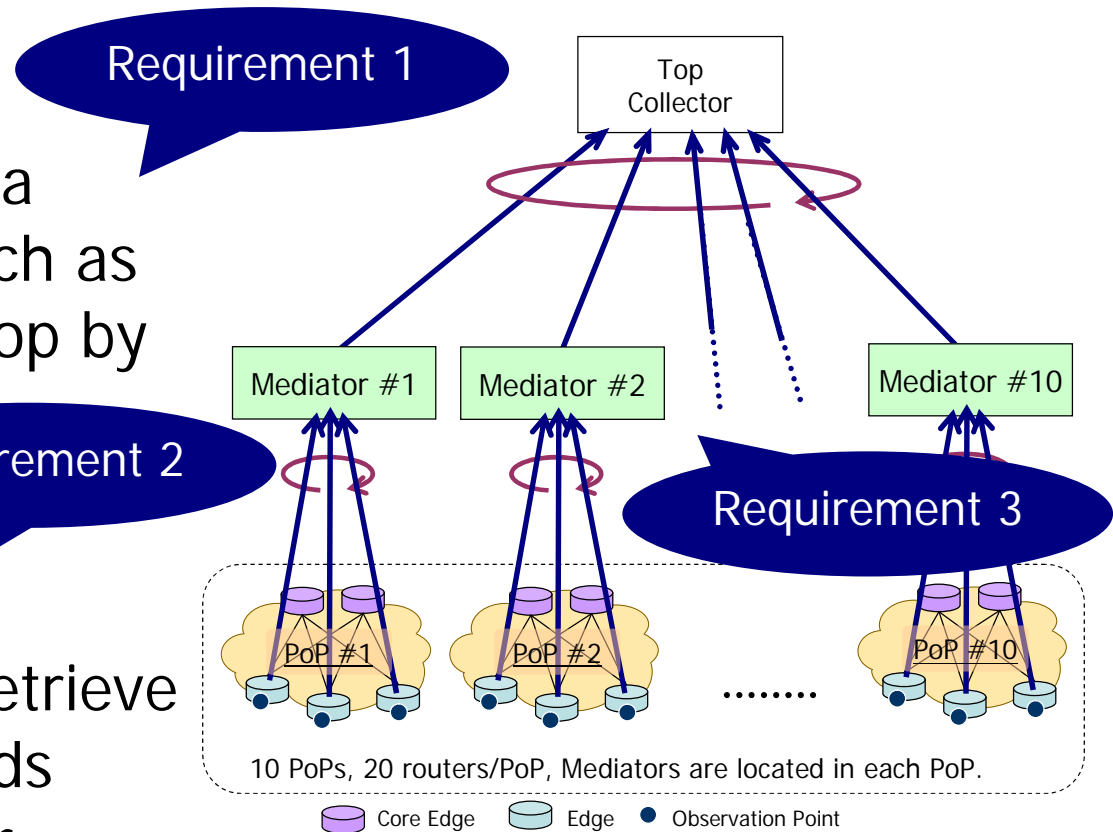 Requirement 1
Top
Collector
a
ch as
op by
Mediator #1
Mediator #2
Mediator #10
rement 2
Requirement 3
PoP #1
PoP #2
PoP #10
........
etrieve
ds
10 PoPs, 20 routers/PoP, Mediators are located in each PoP.
Core Edge
Edge
Observation Point